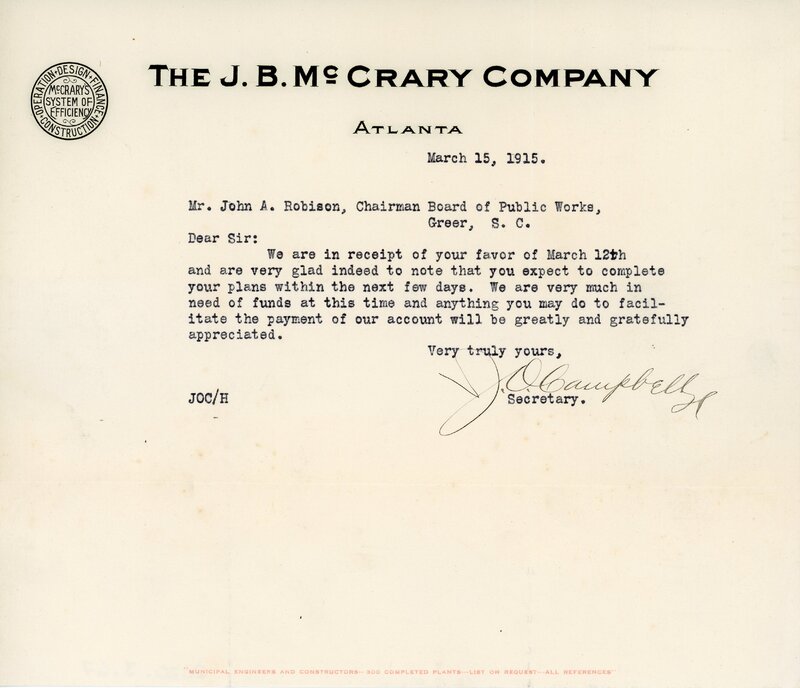 THE J. B. McCRARY COMPANY
OPERATION · DESIGN · FINANCE · CONSTRUCTION
McCRARY'S
SYSTEM OF
EFFICIENCY
ATLANTA
March 15, 1915.
Mr. John A. Robison, Chairman Board of Public Works,
Greer, S. C.
Dear Sir:
We are in receipt of your favor of March 12th
and are very glad indeed to note that you expect to complete
your plans within the next few days. We are very much in
need of funds at this time and anything you may do to facil-
itate the payment of our account will be greatly and gratefully
appreciated.
Very truly yours,
J. O. Campbell
JOC/H Secretary.
"MUNICIPAL ENGINEERS AND CONSTRUCTORS—300 COMPLETED PLANTS—LIST ON REQUEST—ALL REFERENCES"